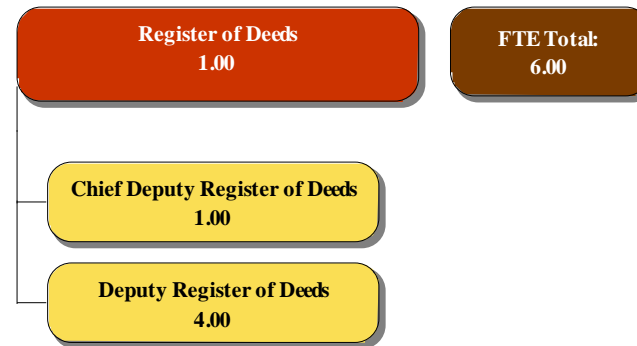 Register of Deeds
1.00
FTE Total:
6.00
Chief Deputy Register of Deeds
1.00
Deputy Register of Deeds
4.00